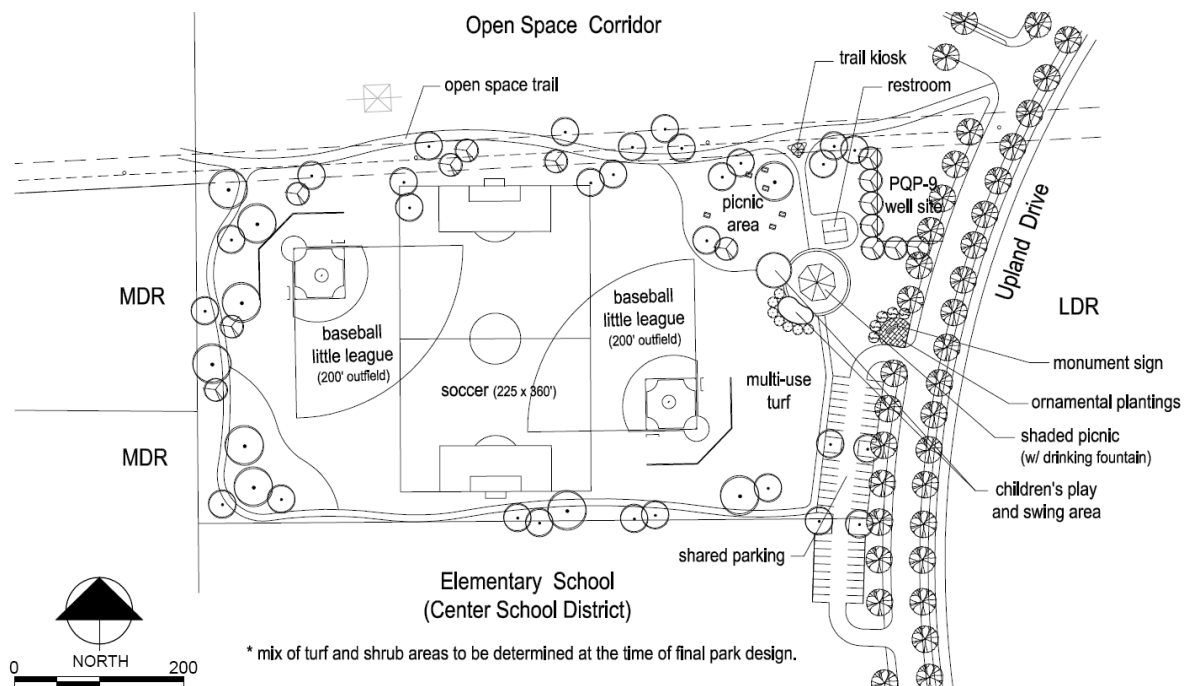 Open Space Corridor
trail kiosk
open space trail
restroom
PQP-9
well site
picnic
area
Upland Drive
MDR
LDR
baseball
little league
(200' outfield)
baseball
little league
(200' outfield)
monument sign
soccer (225 x 360')
multi-use
turf
ornamental plantings
shaded picnic
(w/ drinking fountain)
MDR
children's play
and swing area
shared parking
Elementary School
(Center School District)
NORTH
0 200
* mix of turf and shrub areas to be determined at the time of final park design.